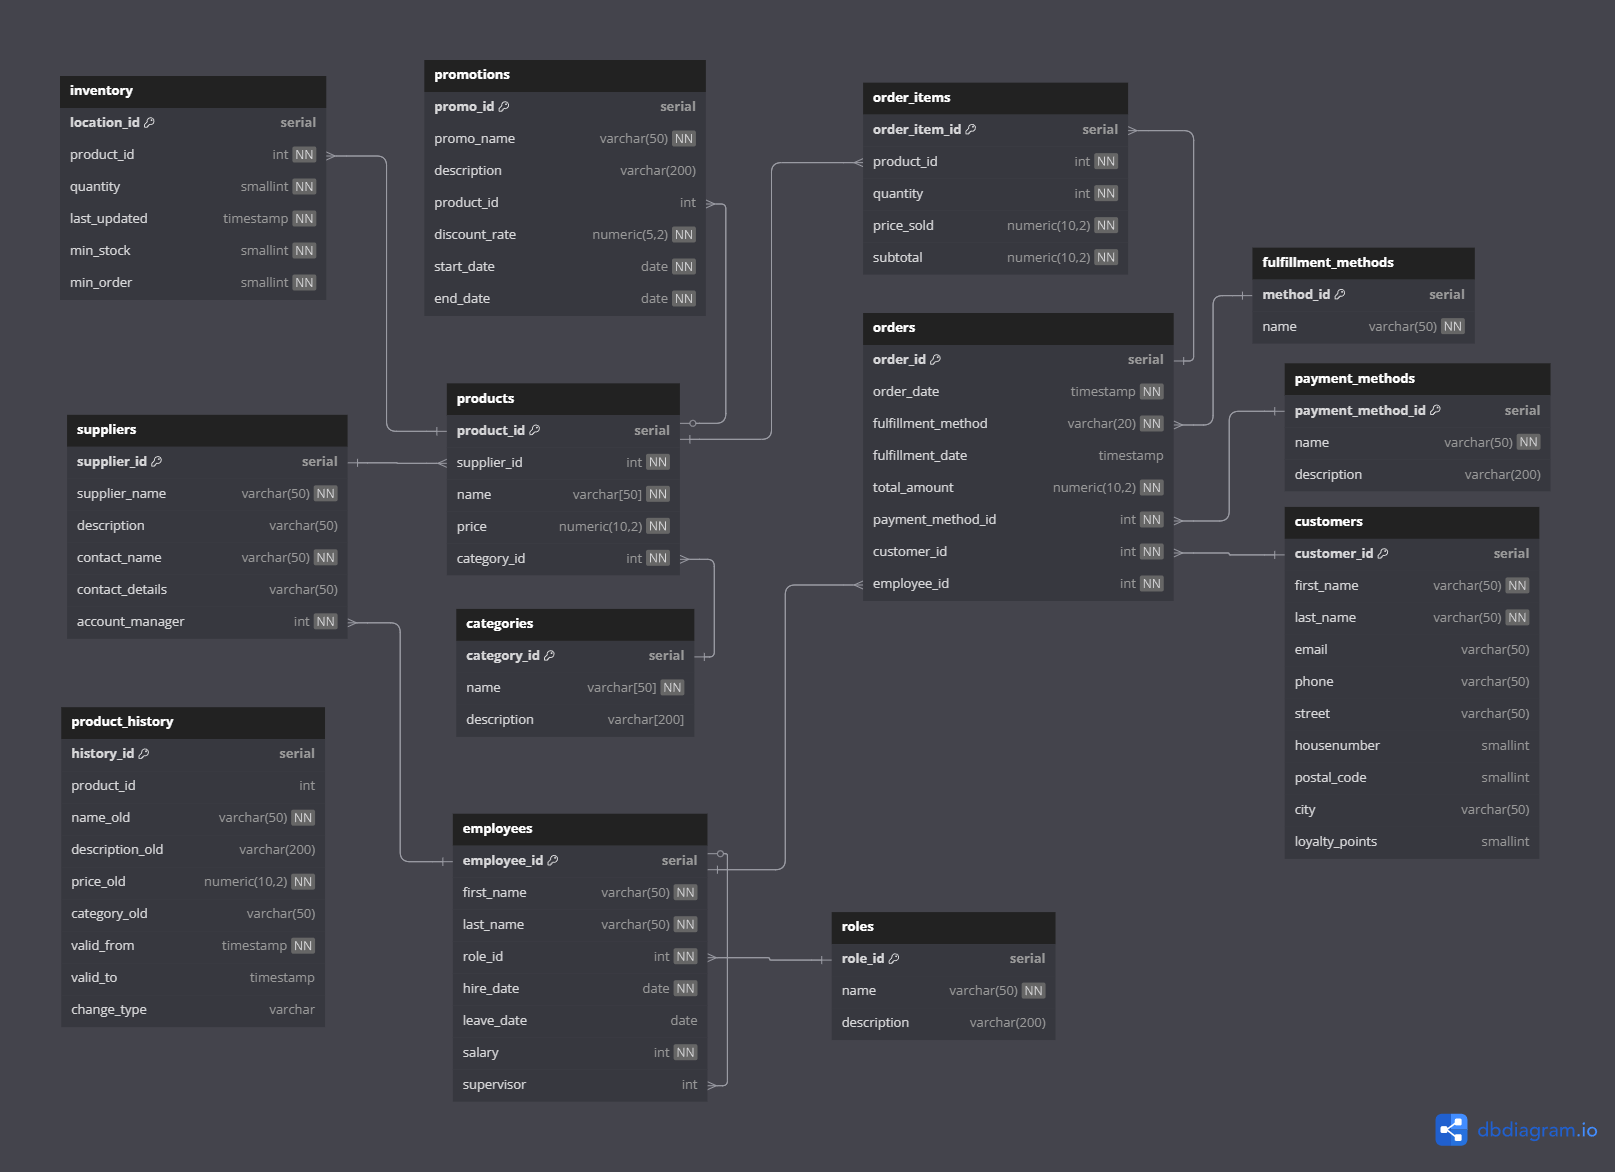 inventory
location_id serial
product_id int NN
quantity smallint NN
last_updated timestamp NN
min_stock smallint NN
min_order smallint NN
promotions
promo_id serial
promo_name varchar(50) NN
description varchar(200)
product_id int
discount_rate numeric(5,2) NN
start_date date NN
end_date date NN
order_items
order_item_id serial
product_id int NN
quantity int NN
price_sold numeric(10,2) NN
subtotal numeric(10,2) NN
fulfillment_methods
method_id serial
name varchar(50) NN
orders
order_id serial
order_date timestamp NN
fulfillment_method varchar(20) NN
fulfillment_date timestamp
total_amount numeric(10,2) NN
payment_method_id int NN
customer_id int NN
employee_id int NN
payment_methods
payment_method_id serial
name varchar(50) NN
description varchar(200)
products
product_id serial
supplier_id int NN
name varchar[50] NN
price numeric(10,2) NN
category_id int NN
suppliers
supplier_id serial
supplier_name varchar(50) NN
description varchar(50)
contact_name varchar(50) NN
contact_details varchar(50)
account_manager int NN
customers
customer_id serial
first_name varchar(50) NN
last_name varchar(50) NN
email varchar(50)
phone varchar(50)
street varchar(50)
housenumber smallint
postal_code smallint
city varchar(50)
loyalty_points smallint
categories
category_id serial
name varchar[50] NN
description varchar[200]
product_history
history_id serial
product_id int
name_old varchar(50) NN
description_old varchar(200)
price_old numeric(10,2) NN
category_old varchar(50)
valid_from timestamp NN
valid_to timestamp
change_type varchar
employees
employee_id serial
first_name varchar(50) NN
last_name varchar(50) NN
role_id int NN
hire_date date NN
leave_date date
salary int NN
supervisor int
roles
role_id serial
name varchar(50) NN
description varchar(200)
dbdiagram.io